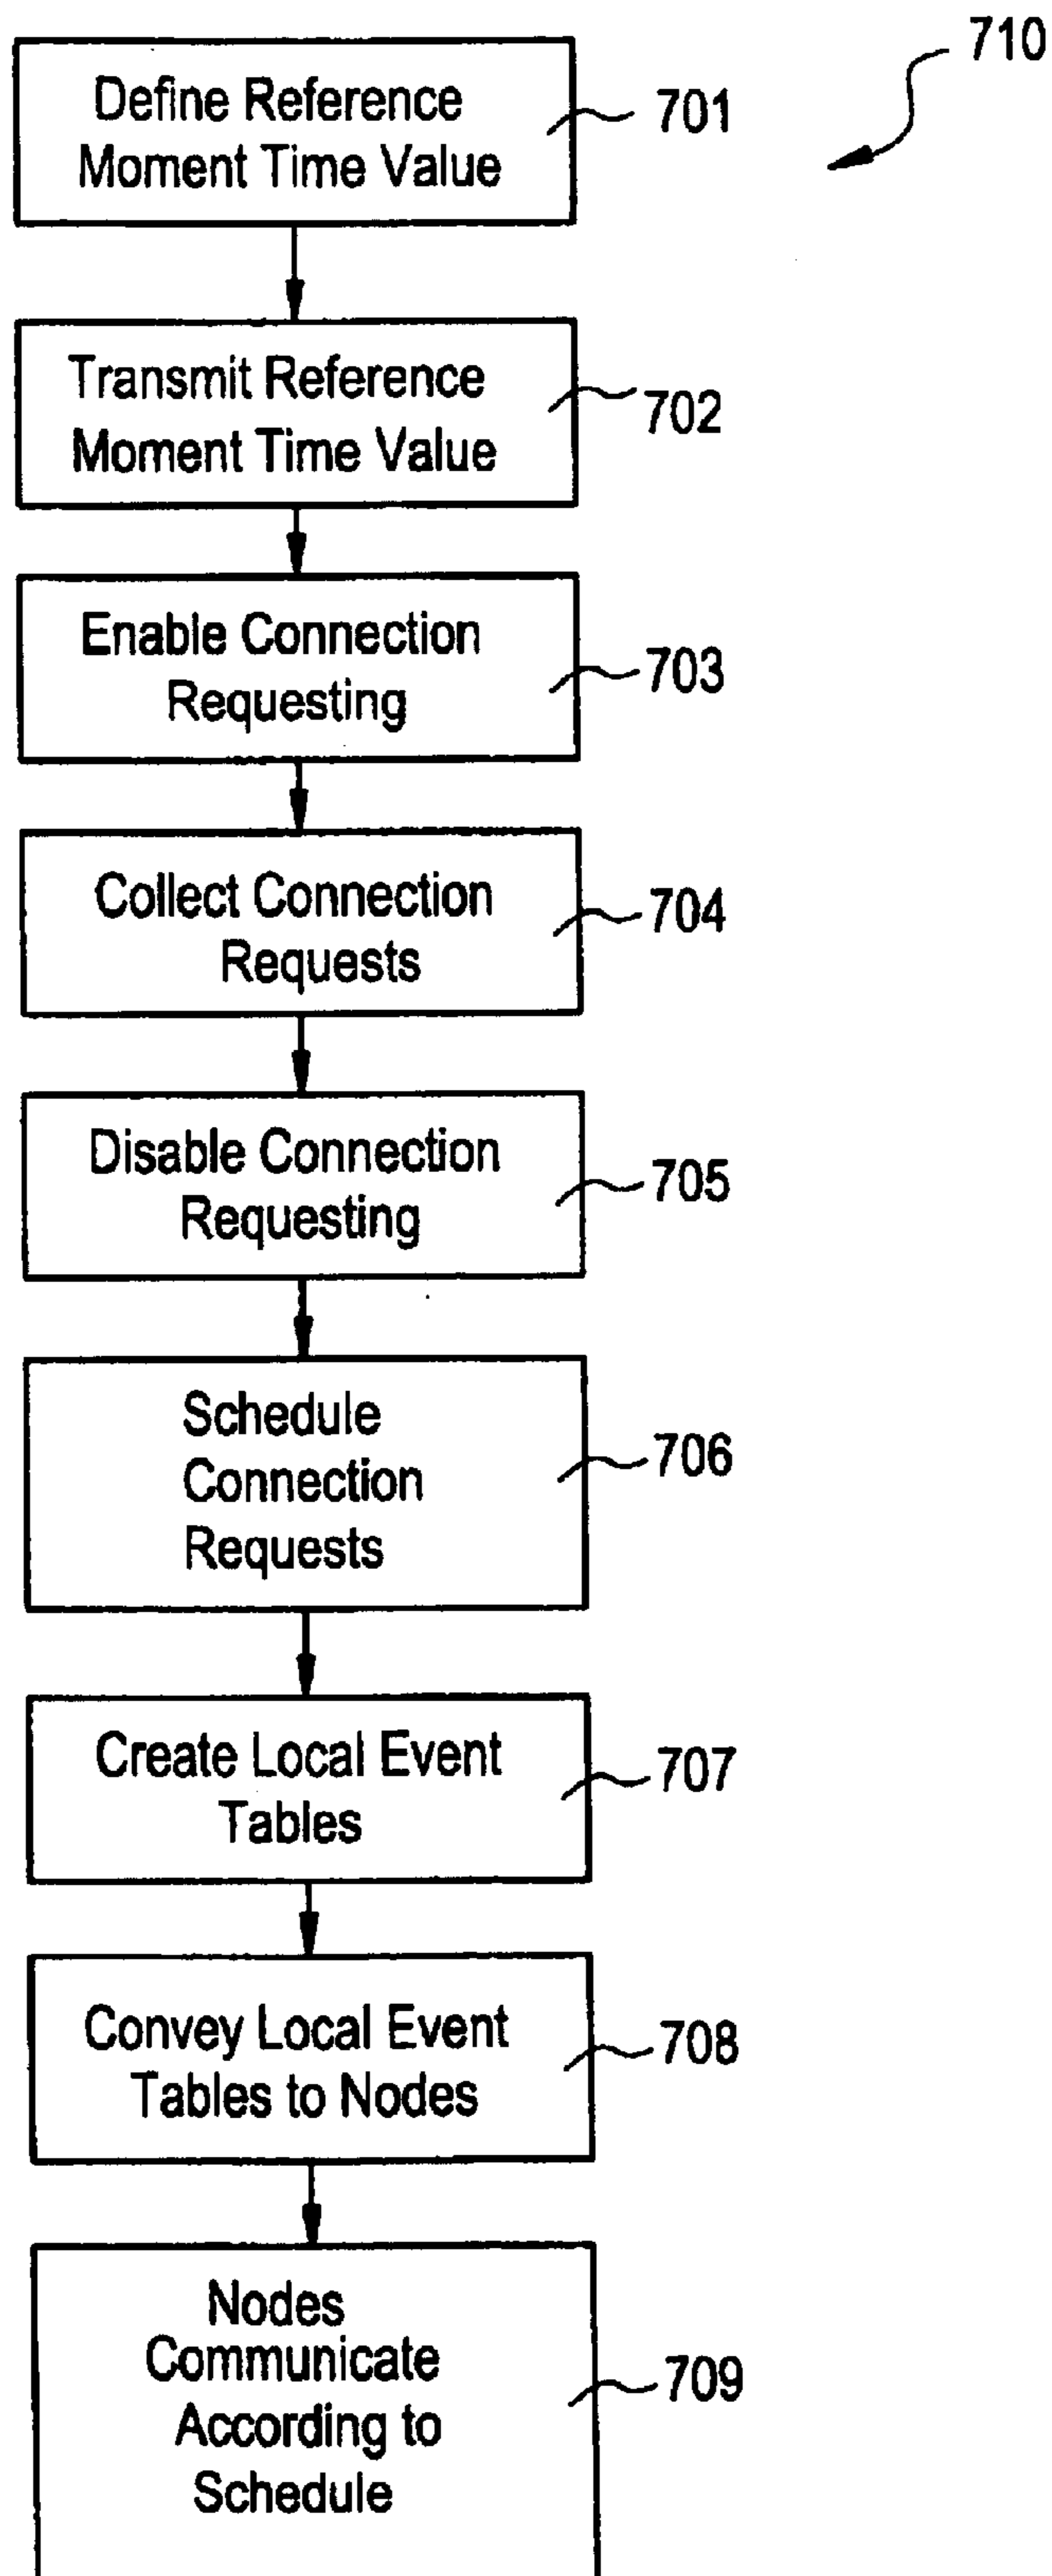 710
Define Reference
Moment Time Value
701
Transmit Reference
Moment Time Value
702
Enable Connection
Requesting
703
Collect Connection
Requests
704
Disable Connection
Requesting
705
Schedule
Connection
Requests
706
Create Local Event
Tables
707
Convey Local Event
Tables to Nodes
708
Nodes
Communicate
According to
Schedule
709